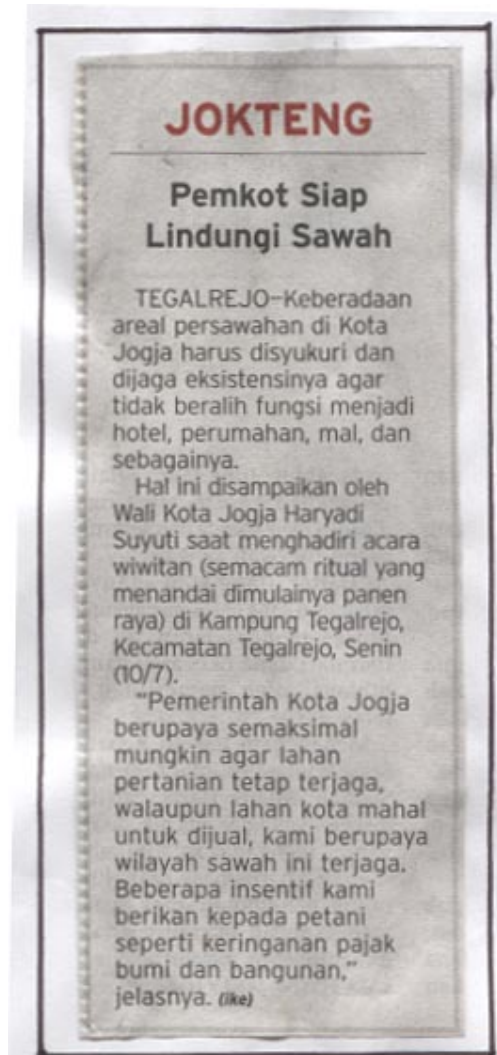 JOKTENG
Pemkot Siap
Lindungi Sawah
TEGALREJO–Keberadaan
areal persawahan di Kota
Jogja harus disyukuri dan
dijaga eksistensinya agar
tidak beralih fungsi menjadi
hotel, perumahan, mal, dan
sebagainya.
Hal ini disampaikan oleh
Wali Kota Jogja Haryadi
Suyuti saat menghadiri acara
wiwitan (semacam ritual yang
menandai dimulainya panen
raya) di Kampung Tegalrejo,
Kecamatan Tegalrejo, Senin
(10/7).
"Pemerintah Kota Jogja
berupaya semaksimal
mungkin agar lahan
pertanian tetap terjaga,
walaupun lahan kota mahal
untuk dijual, kami berupaya
wilayah sawah ini terjaga.
Beberapa insentif kami
berikan kepada petani
seperti keringanan pajak
bumi dan bangunan,"
jelasnya. (ike)